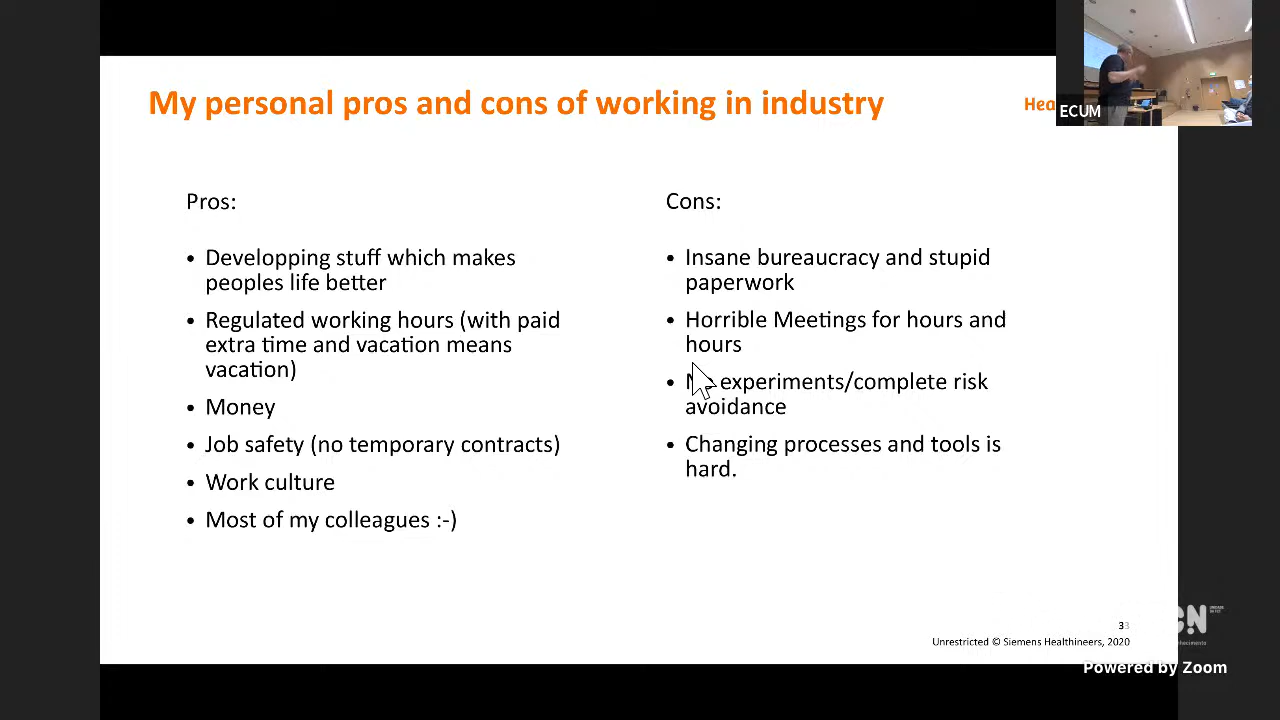 My personal pros and cons of working in industry
Hea
ECUM
Pros:
• Developping stuff which makes
peoples life better
• Regulated working hours (with paid
extra time and vacation means
vacation)
• Money
• Job safety (no temporary contracts)
• Work culture
• Most of my colleagues :-)
Cons:
• Insane bureaucracy and stupid
paperwork
• Horrible Meetings for hours and
hours
• experiments/complete risk
avoidance
• Changing processes and tools is
hard.
33
Unrestricted © Siemens Healthineers, 2020
Powered by Zoom